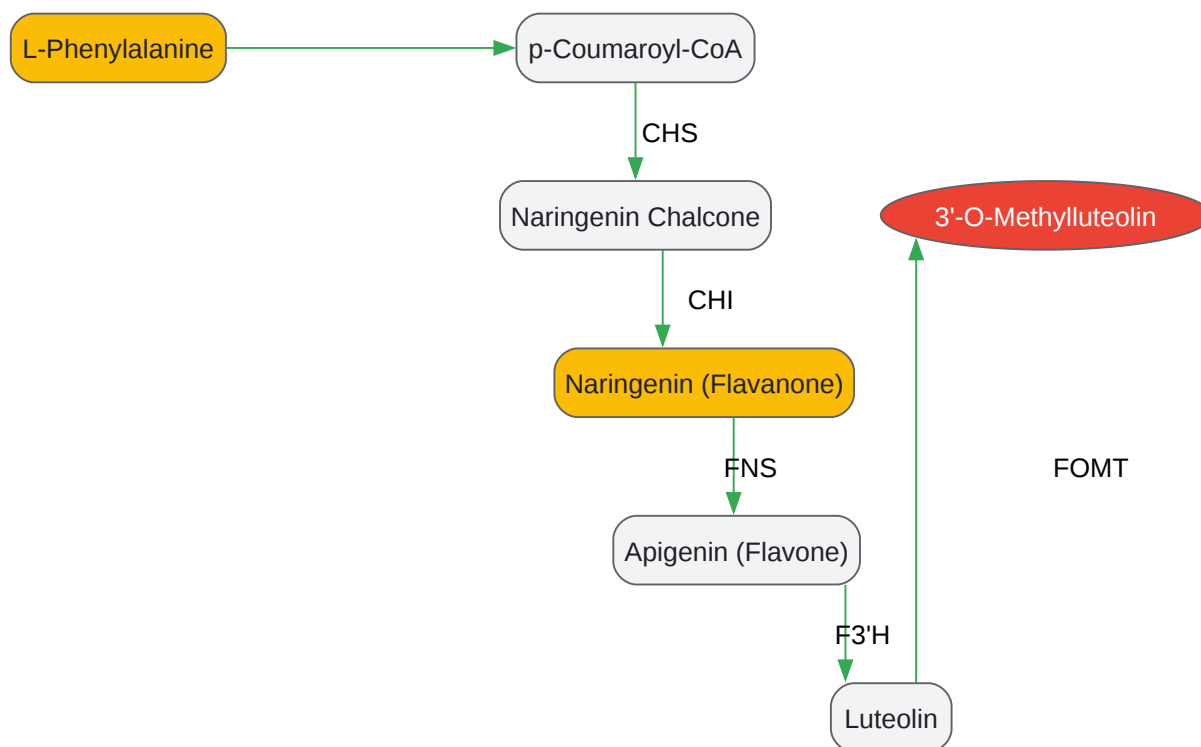 L-Phenylalanine
p-Coumaroyl-CoA
CHS
Naringenin Chalcone
3'-O-Methylluteolin
CHI
Naringenin (Flavanone)
FNS
FOMT
Apigenin (Flavone)
F3'H
Luteolin